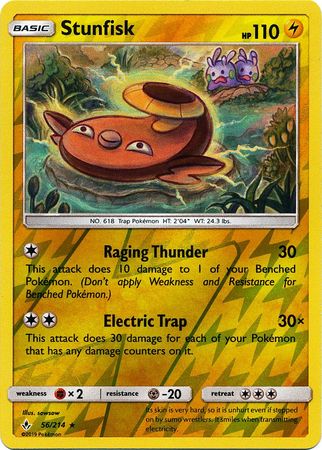 BASIC Stunfisk HP 110
NO. 618 Trap Pokémon HT: 2'04" WT: 24.3 lbs.
Raging Thunder 30
This attack does 10 damage to 1 of your Benched
Pokémon. (Don't apply Weakness and Resistance for
Benched Pokémon.)
Electric Trap 30×
This attack does 30 damage for each of your Pokémon
that has any damage counters on it.
weakness × 2 resistance -20 retreat
Illus. sowsow
56/214 ★
©2019 Pokémon
Its skin is very hard, so it is unhurt even if stepped
on by sumo wrestlers. It smiles when transmitting
electricity.